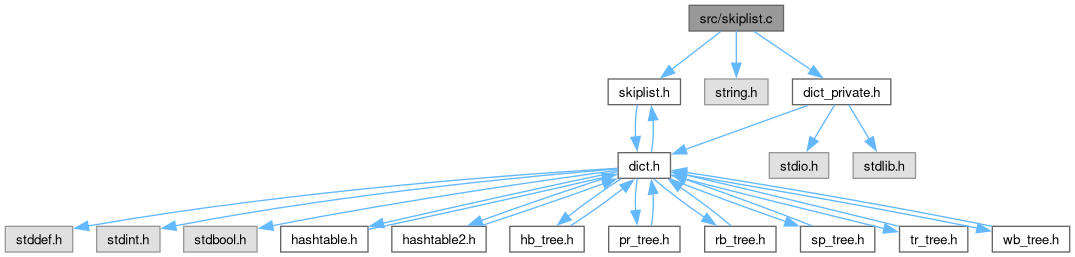 src/skiplist.c
skiplist.h
string.h
dict_private.h
dict.h
stdio.h
stdlib.h
stddef.h
stdint.h
stdbool.h
hashtable.h
hashtable2.h
hb_tree.h
pr_tree.h
rb_tree.h
sp_tree.h
tr_tree.h
wb_tree.h